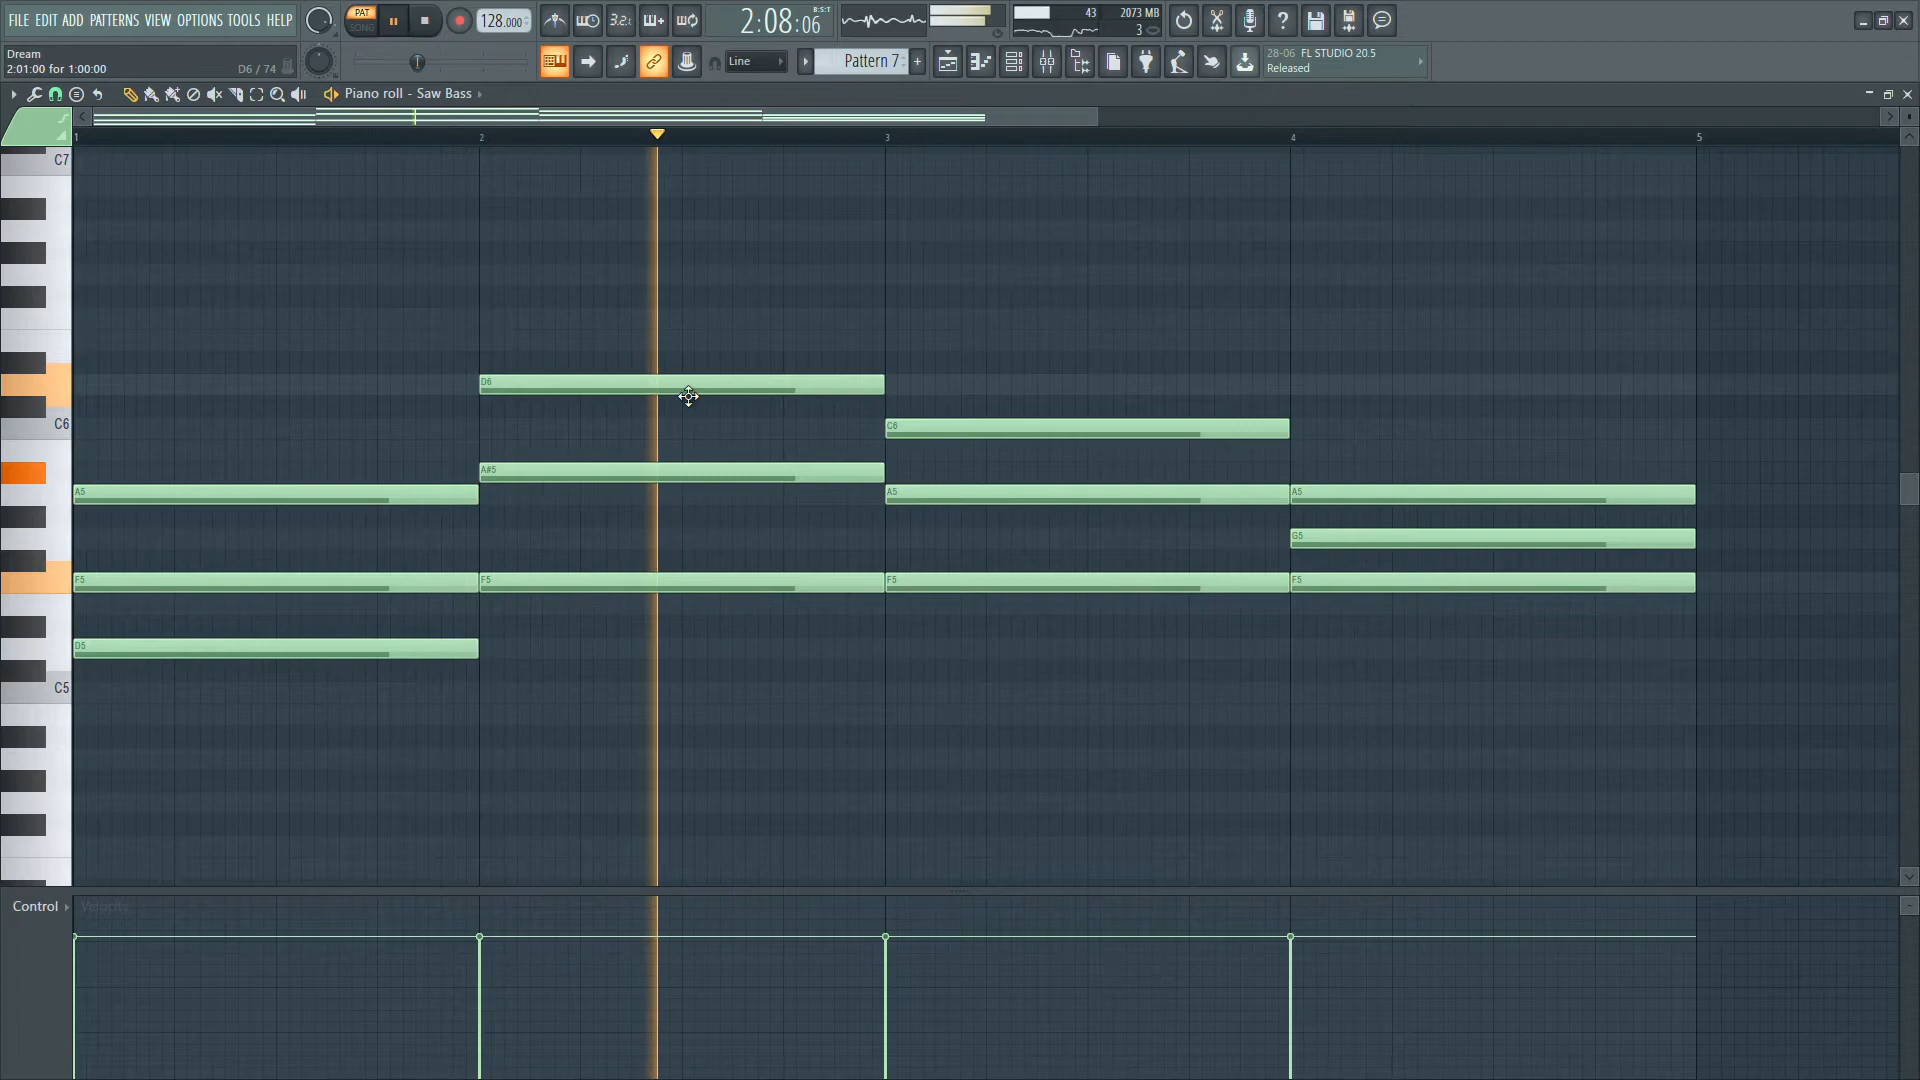 FILE EDIT ADD PATTERNS VIEW OPTIONS TOOLS HELP
PAT
SONG
128.000
3.2.
2:08:06
B:S:T
43
2073 MB
3
Dream
2:01:00 for 1:00:00
D6 / 74
Line
Pattern 7
28-06 FL STUDIO 20.5
Released
Piano roll - Saw Bass
1 2 3 4 5
C7
D6
C6 C6
A#5
A5 A5 A5
G5
F5 F5 F5 F5
D5
C5
Control Velocity